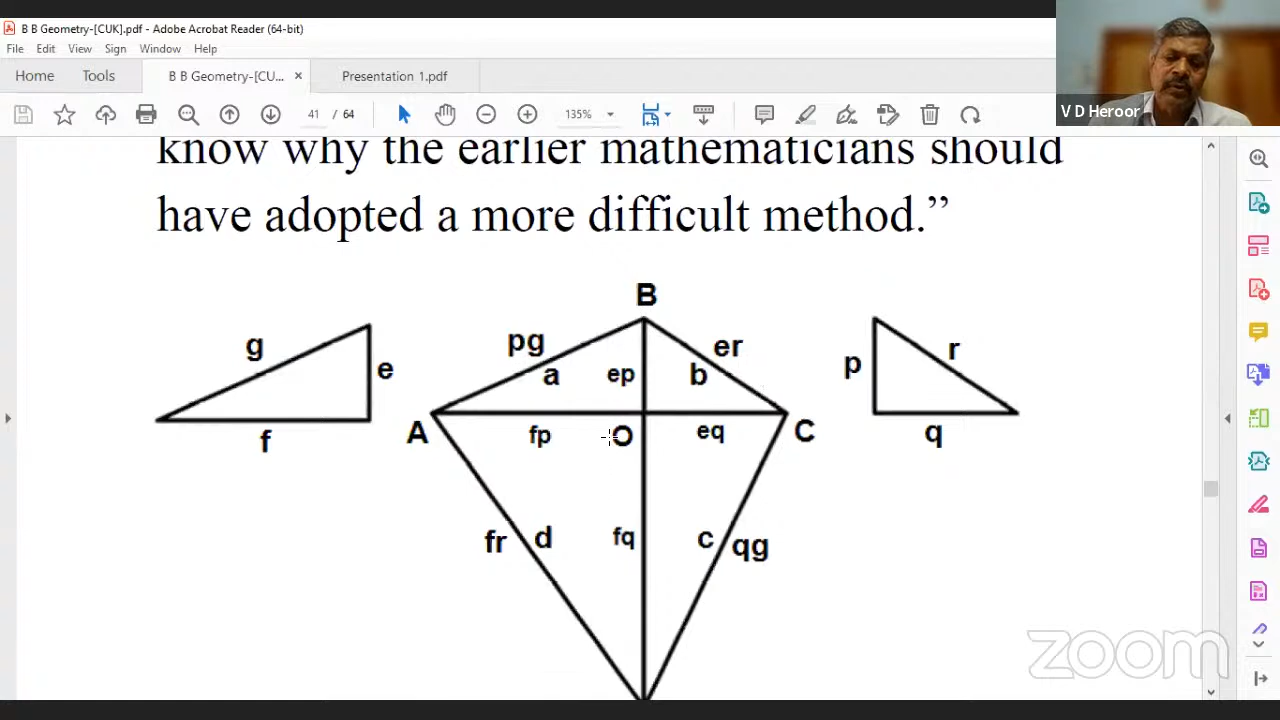 B B Geometry-[CUK].pdf - Adobe Acrobat Reader (64-bit)
File Edit View Sign Window Help
Home Tools B B Geometry-[CU... × Presentation 1.pdf
41 / 64 135%
V D Heroor
know why the earlier mathematicians should
have adopted a more difficult method.”
B
g e pg a ep b er p r
A fp O eq C
f q
fr d fq c qg
zoom